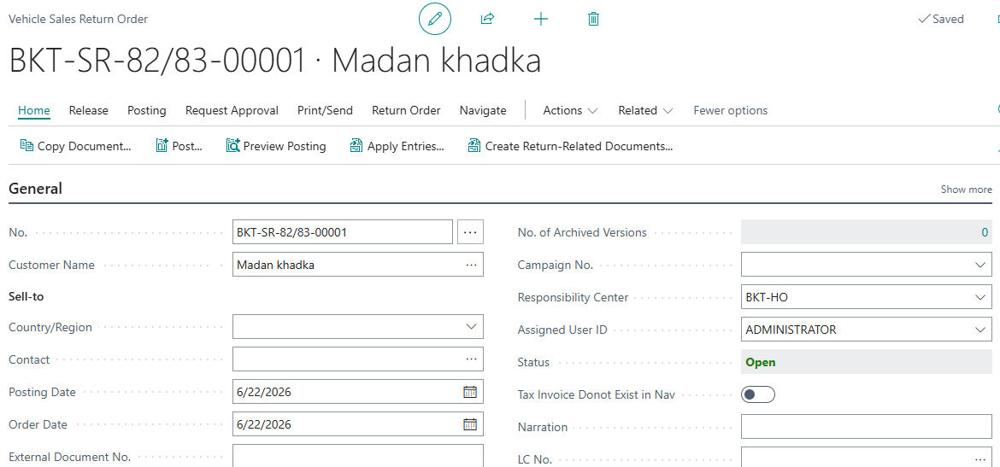 Vehicle Sales Return Order
Saved
BKT-SR-82/83-00001 · Madan khadka
Home Release Posting Request Approval Print/Send Return Order Navigate Actions Related Fewer options
Copy Document... Post... Preview Posting Apply Entries... Create Return-Related Documents...
General
Show more
No. BKT-SR-82/83-00001 ...
Customer Name Madan khadka ...
Sell-to
Country/Region
Contact ...
Posting Date 6/22/2026
Order Date 6/22/2026
External Document No.
No. of Archived Versions 0
Campaign No.
Responsibility Center BKT-HO
Assigned User ID ADMINISTRATOR
Status Open
Tax Invoice Donot Exist in Nav
Narration
LC No. ...